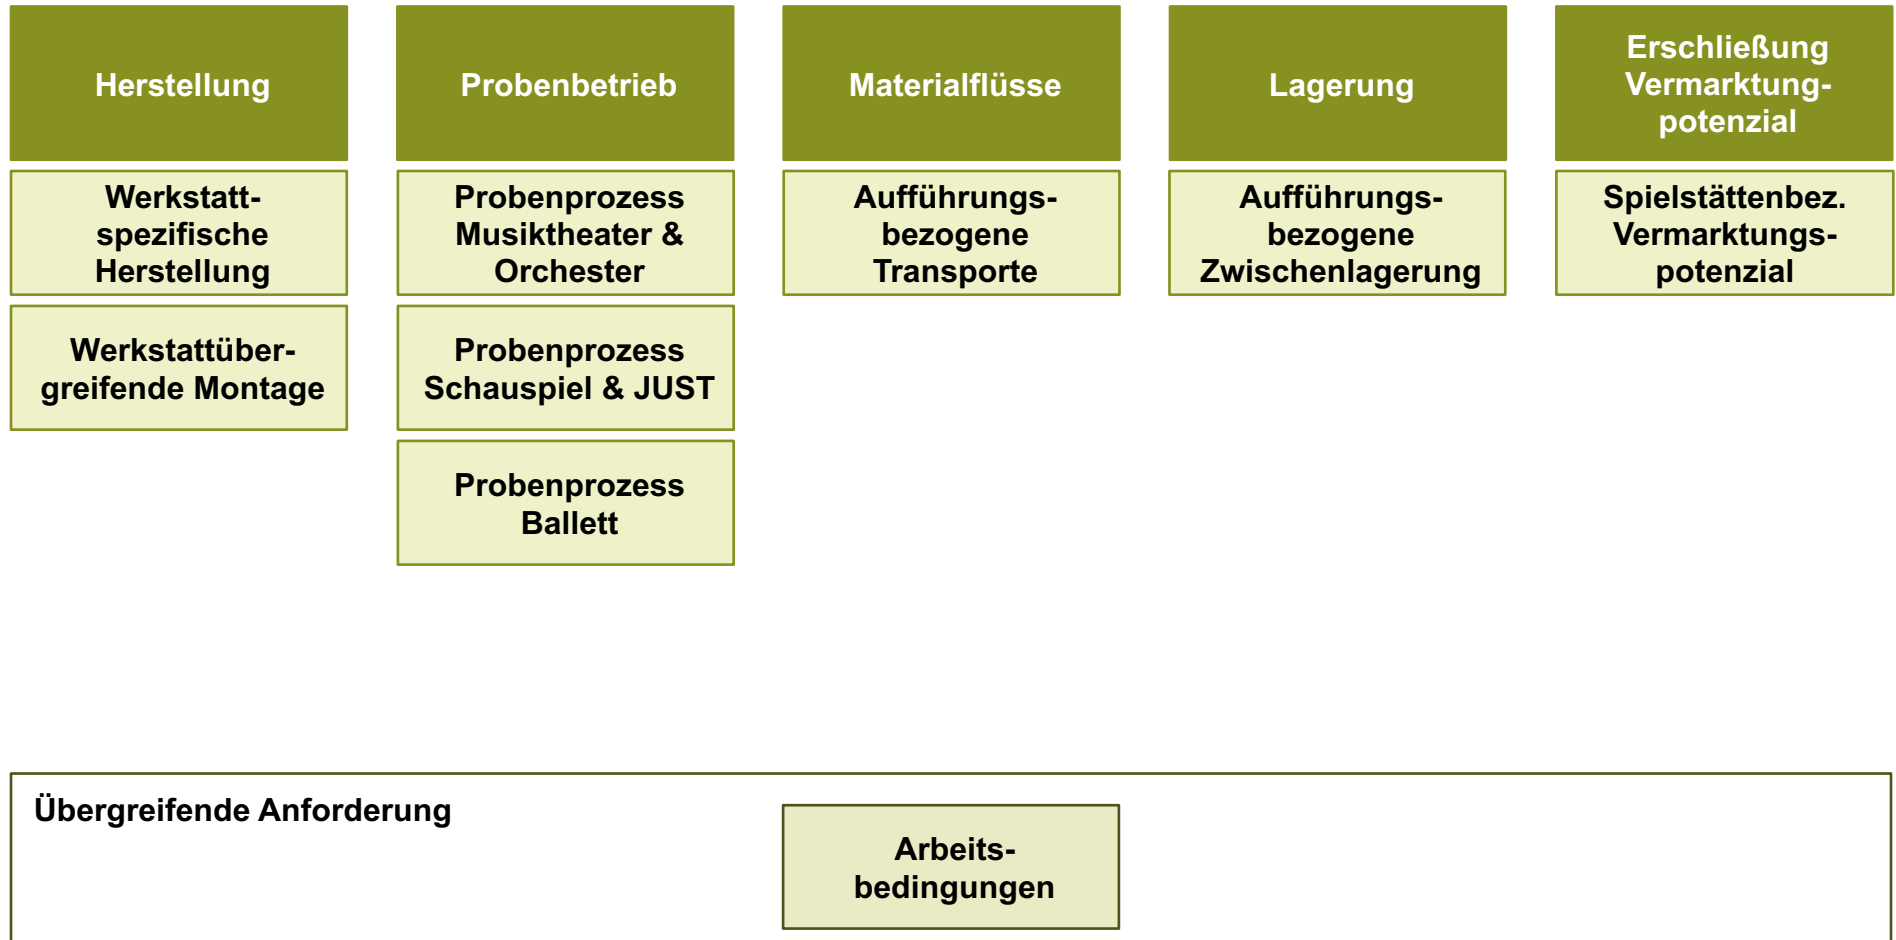 Herstellung
Werkstatt-
spezifische
Herstellung
Werkstattüber-
greifende Montage
Probenbetrieb
Probenprozess
Musiktheater &
Orchester
Probenprozess
Schauspiel & JUST
Probenprozess
Ballett
Materialflüsse
Aufführungs-
bezogene
Transporte
Lagerung
Aufführungs-
bezogene
Zwischenlagerung
Erschließung
Vermarktung-
potenzial
Spielstättenbez.
Vermarktungs-
potenzial
Übergreifende Anforderung
Arbeits-
bedingungen